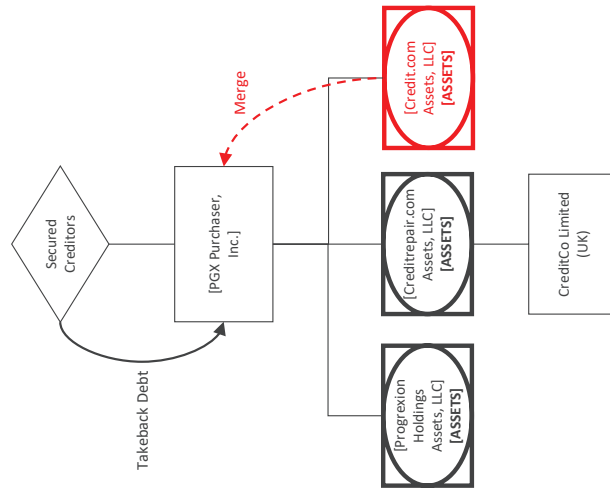 Secured
Creditors
Takeback Debt
[PGX Purchaser,
Inc.]
Merge
[Progrexion
Holdings
Assets, LLC]
[ASSETS]
[Creditrepair.com
Assets, LLC]
[ASSETS]
[Credit.com
Assets, LLC]
[ASSETS]
CreditCo Limited
(UK)